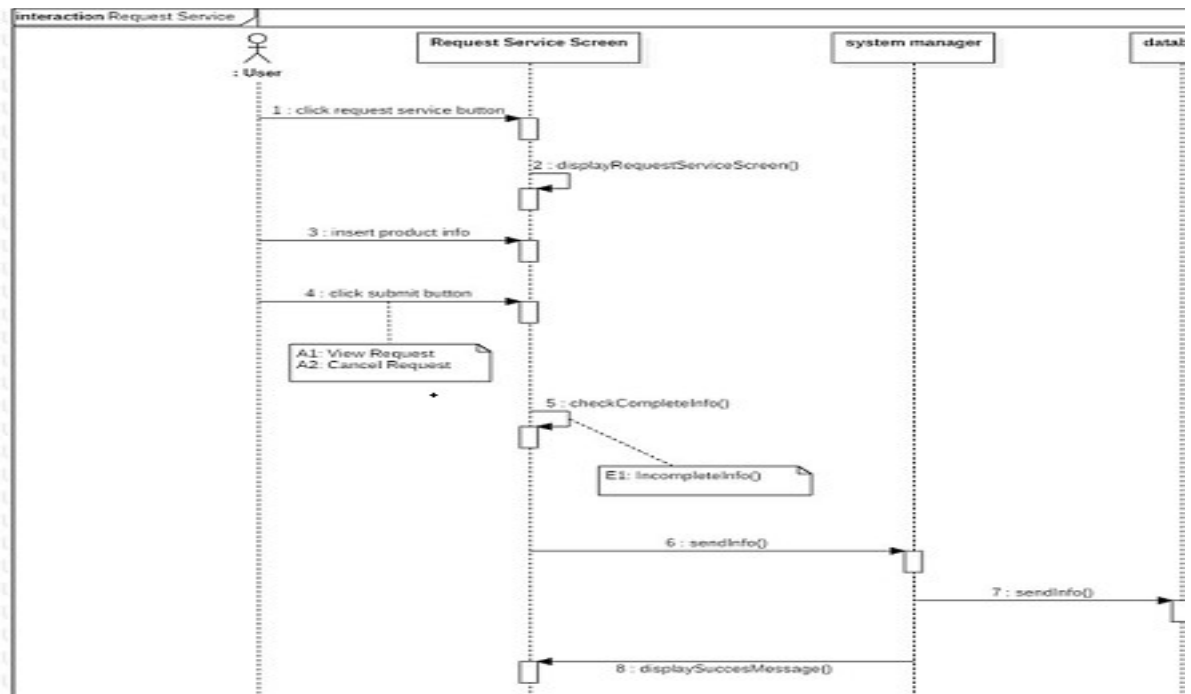 interaction Request Service
: User
Request Service Screen
system manager
datab
1 : click request service button
2 : displayRequestServiceScreen()
3 : insert product info
4 : click submit button
A1: View Request
A2: Cancel Request
5 : checkCompleteInfo()
E1: IncompleteInfo()
6 : sendInfo()
7 : sendInfo()
8 : displaySuccesMessage()